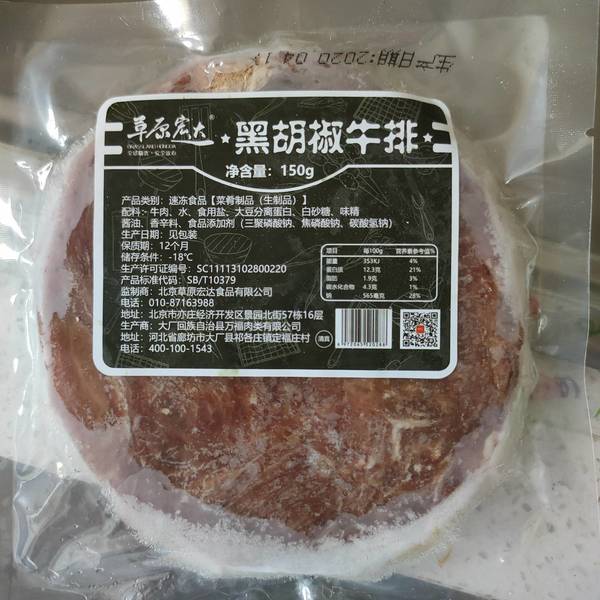 生产日期:2020 04 1
草原宏大®
GRASSLAND HONGDA
黑胡椒牛排
净含量：150g
产品类别：速冻食品【菜肴制品（生制品）】
配料：牛肉、水、食用盐、大豆分离蛋白、白砂糖、味精
酱油、香辛料、食品添加剂（三聚磷酸钠、焦磷酸钠、碳酸氢钠）
生产日期：见包装
保质期：12个月
储存条件：-18℃
生产许可证编号：SC11113102800220
产品标准代码：SB/T10379
监制商：北京草原宏达食品有限公司
电话：010-87163988
地址：北京市亦庄经济开发区景园北街57栋16层
生产商：大厂回族自治县万福肉类有限公司
地址：河北省廊坊市大厂县祁各庄镇定福庄村
电话：400-100-1543
清真
项目 每100g 营养素参考值%
能量 353KJ 4%
蛋白质 12.3克 21%
脂肪 1.9克 3%
碳水化合物 4.3克 1%
钠 565毫克 28%